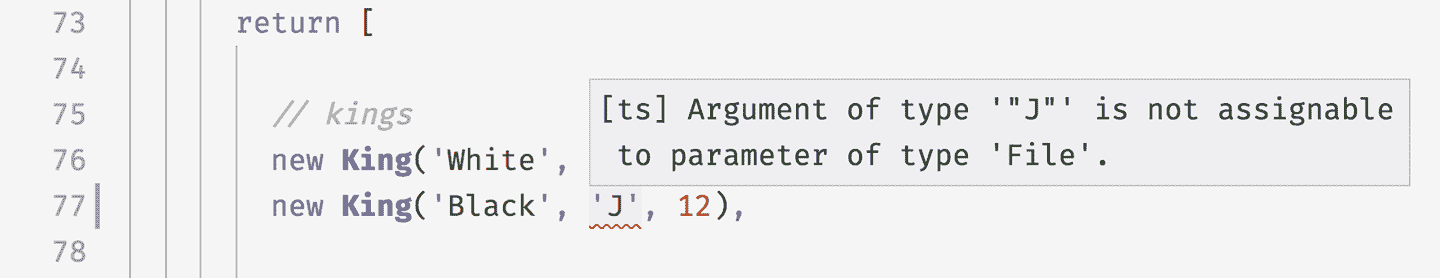 73 return [
74
75 // kings
[ts] Argument of type '"J"' is not assignable
to parameter of type 'File'.
76 new King('White',
77 new King('Black', 'J', 12),
78